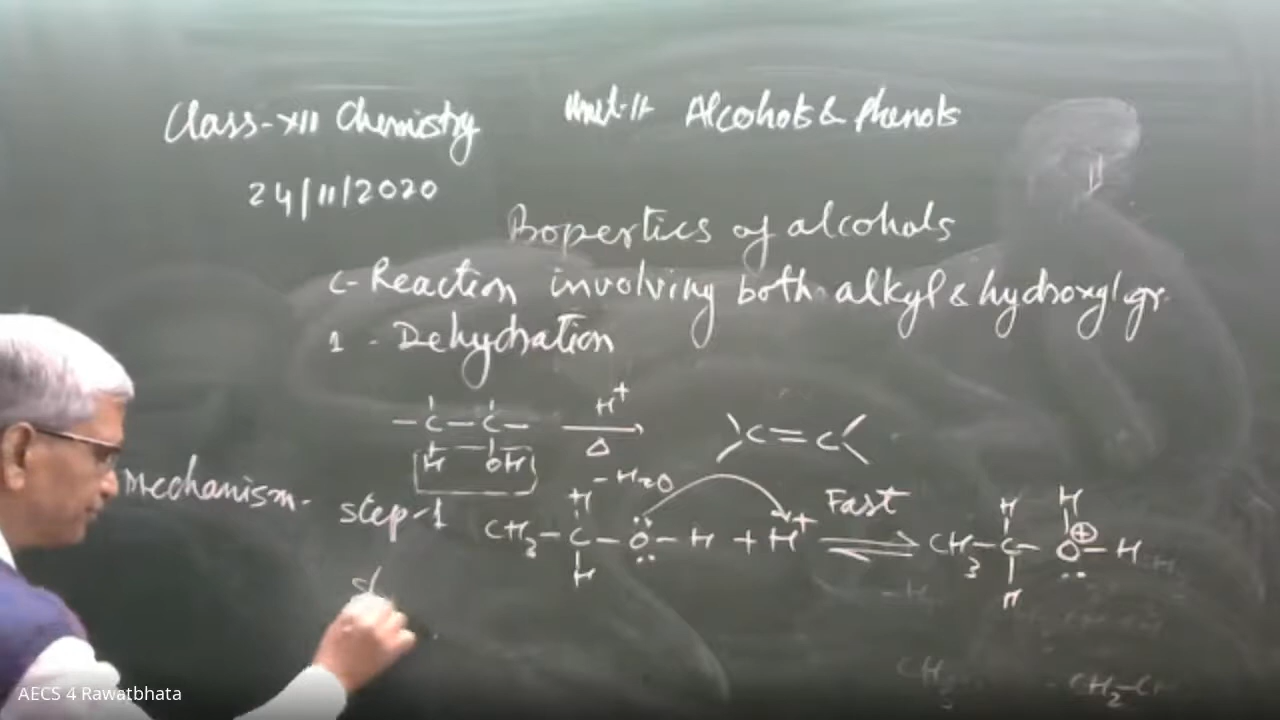 Class-XII Chemistry Unit-11 Alcohols & Phenols
24/11/2020
Properties of alcohols
C-Reaction involving both alkyl & hydroxyl gr.
1 - Dehydration
H+
-C-C- → C=C
H OH Δ
-H2O
Mechanism- step-1 Fast
H H H
CH3-C-O-H + H+ ⇌ CH3-C-O⊕-H
H H
AECS 4 Rawatbhata